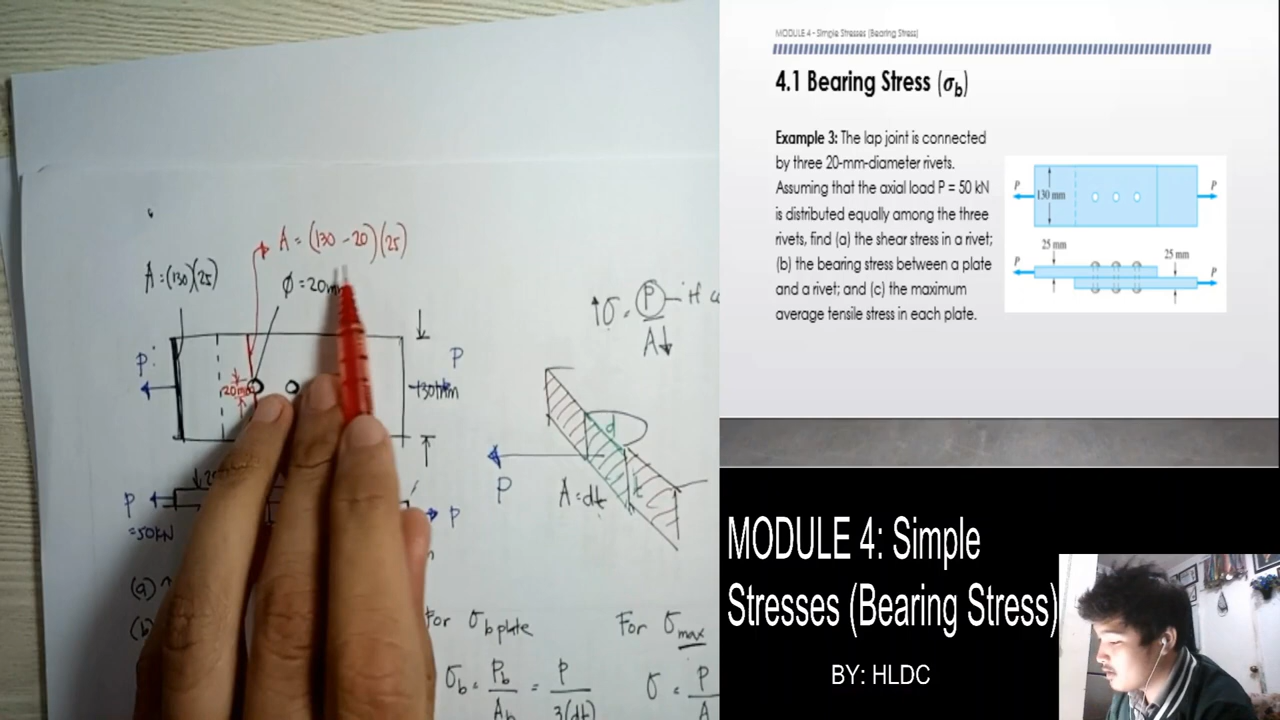 A = (130 - 20)(25)
A = (130)(25)
Φ = 20mm
P
P
20mm
130mm
P
= 50kN
P
(a)
(b)
↑σ = P
A↓
P
d
A = dt
t
For σb plate
σb = Pb = P
Ab 3(dt)
For σmax
σ = P
A
MODULE 4 - Simple Stresses (Bearing Stress)
4.1 Bearing Stress (σb)
Example 3: The lap joint is connected
by three 20-mm-diameter rivets.
Assuming that the axial load P = 50 kN
is distributed equally among the three
rivets, find (a) the shear stress in a rivet;
(b) the bearing stress between a plate
and a rivet; and (c) the maximum
average tensile stress in each plate.
P
P
130 mm
25 mm
25 mm
P
P
MODULE 4: Simple
Stresses (Bearing Stress)
BY: HLDC